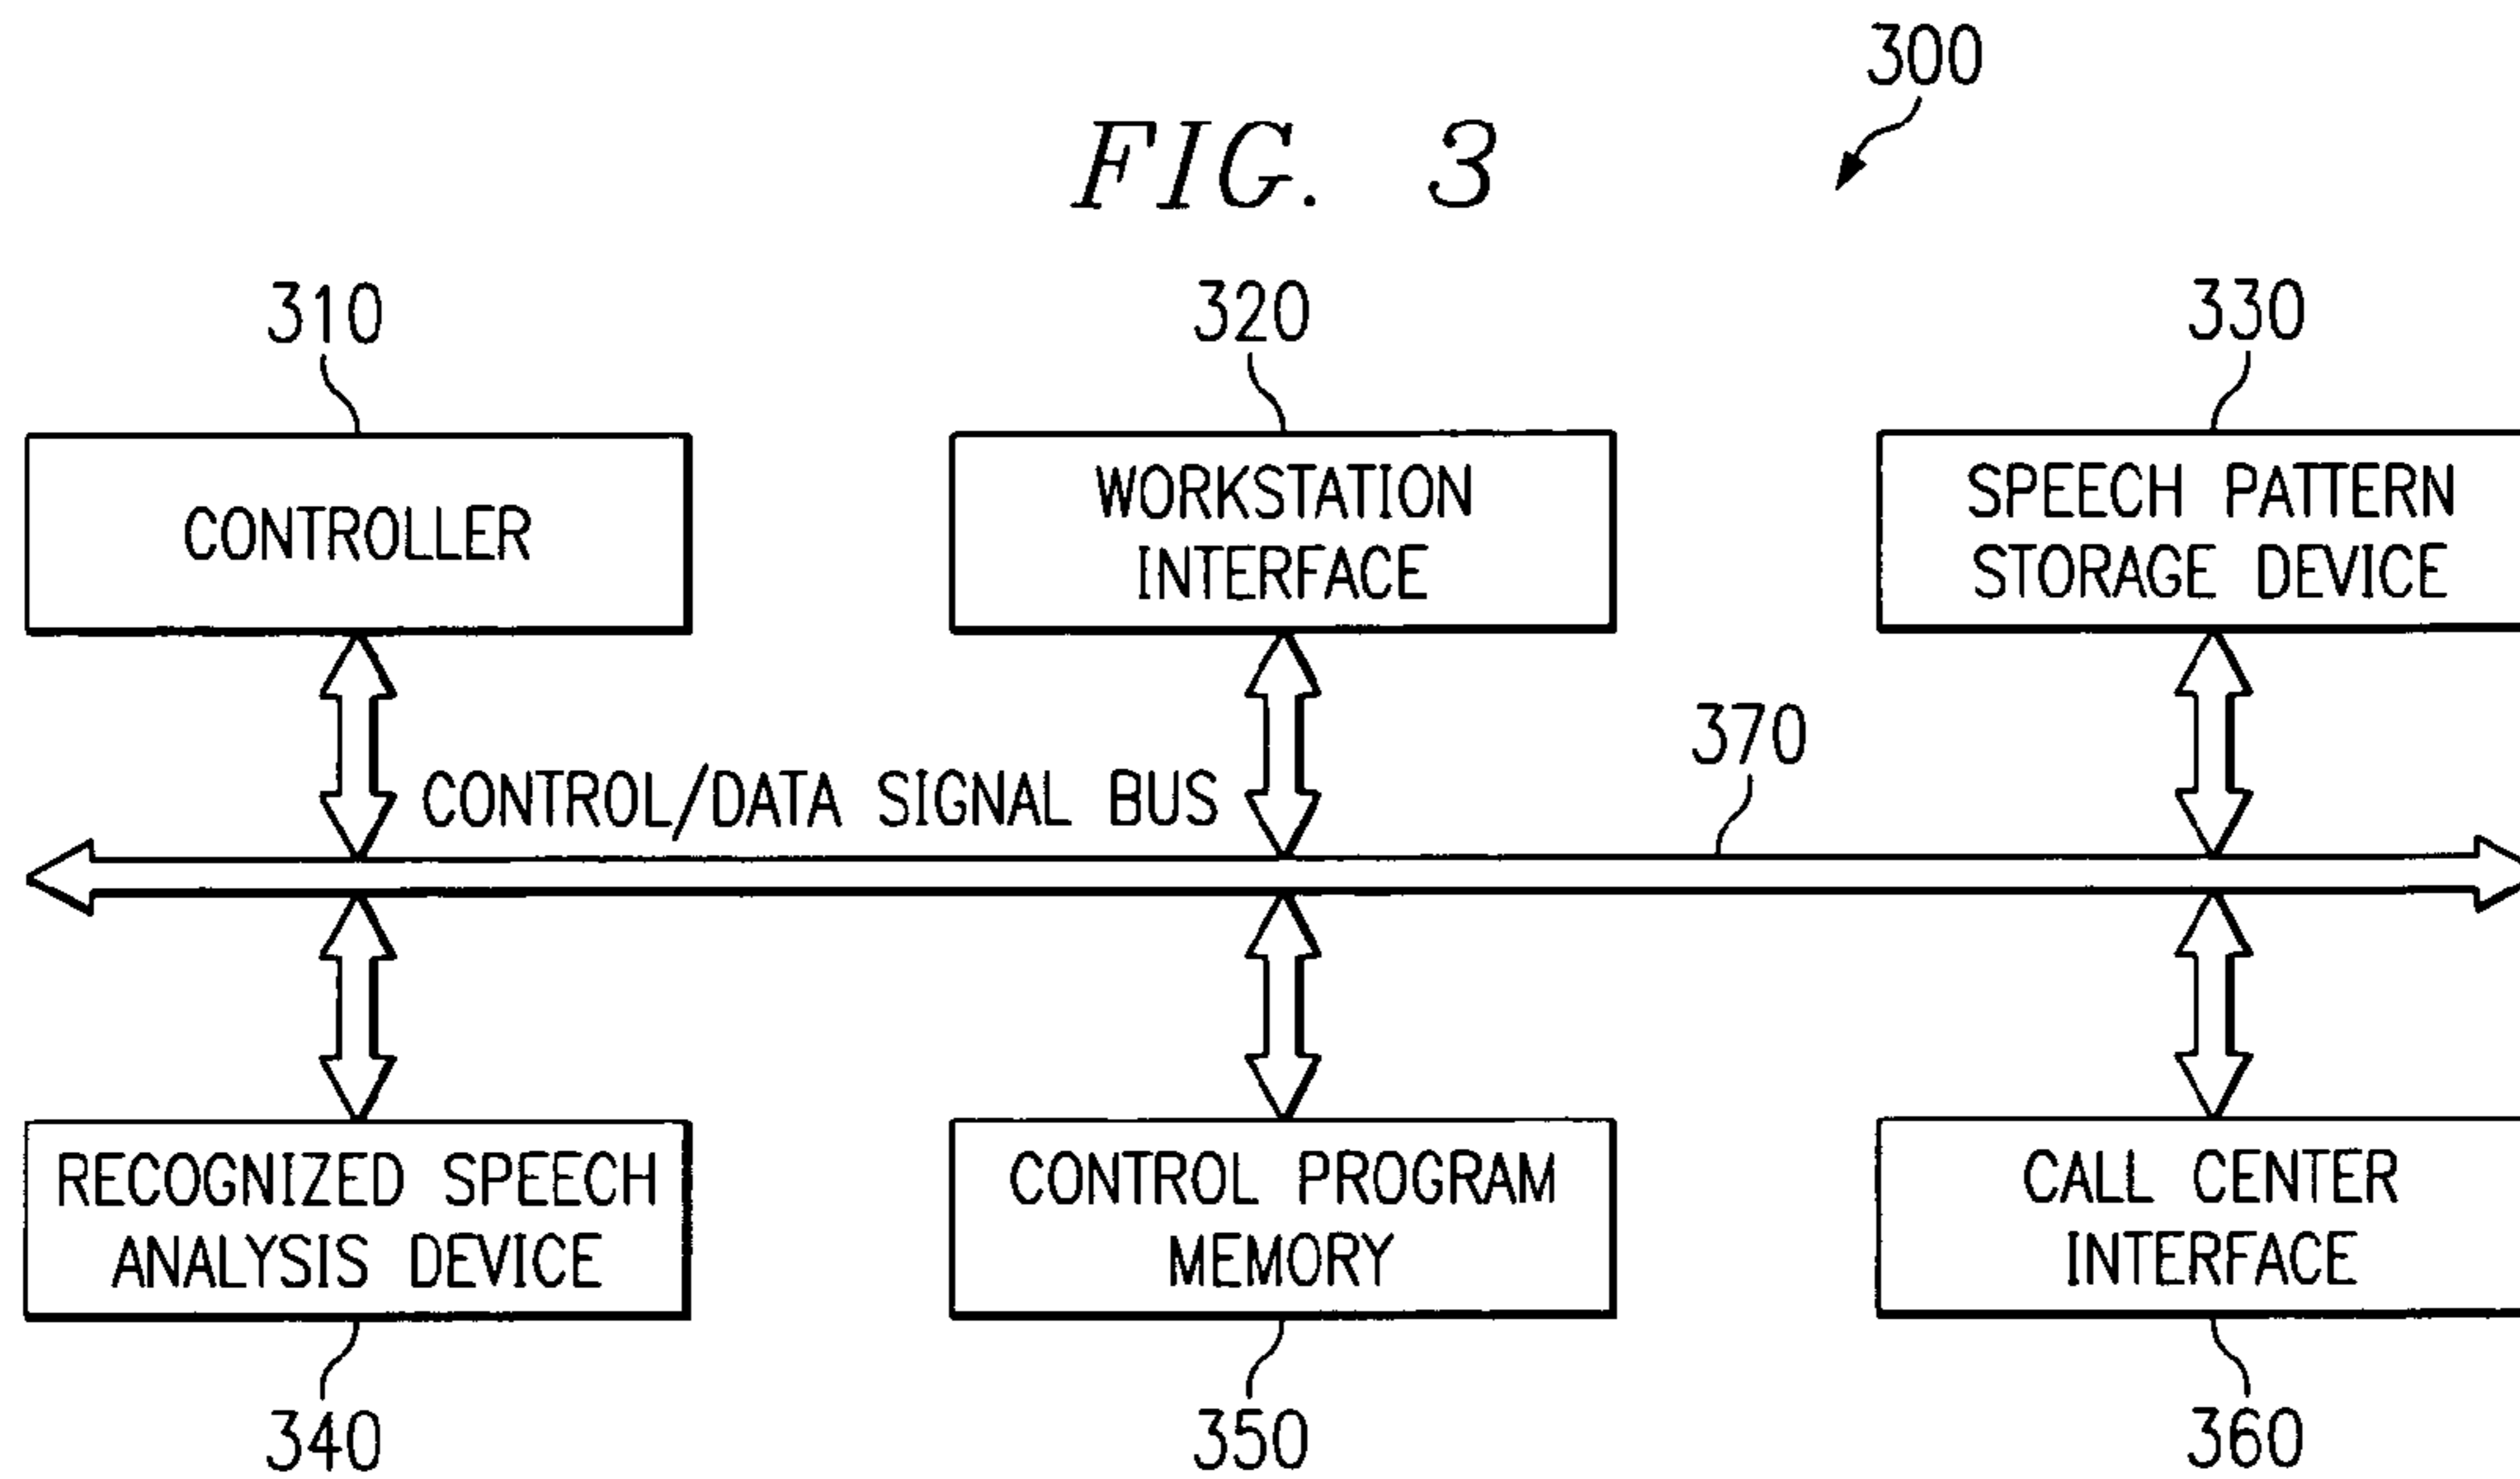 300
FIG. 3
310
320
330
CONTROLLER
WORKSTATION
INTERFACE
SPEECH PATTERN
STORAGE DEVICE
370
CONTROL/DATA SIGNAL BUS
RECOGNIZED SPEECH
ANALYSIS DEVICE
CONTROL PROGRAM
MEMORY
CALL CENTER
INTERFACE
340
350
360